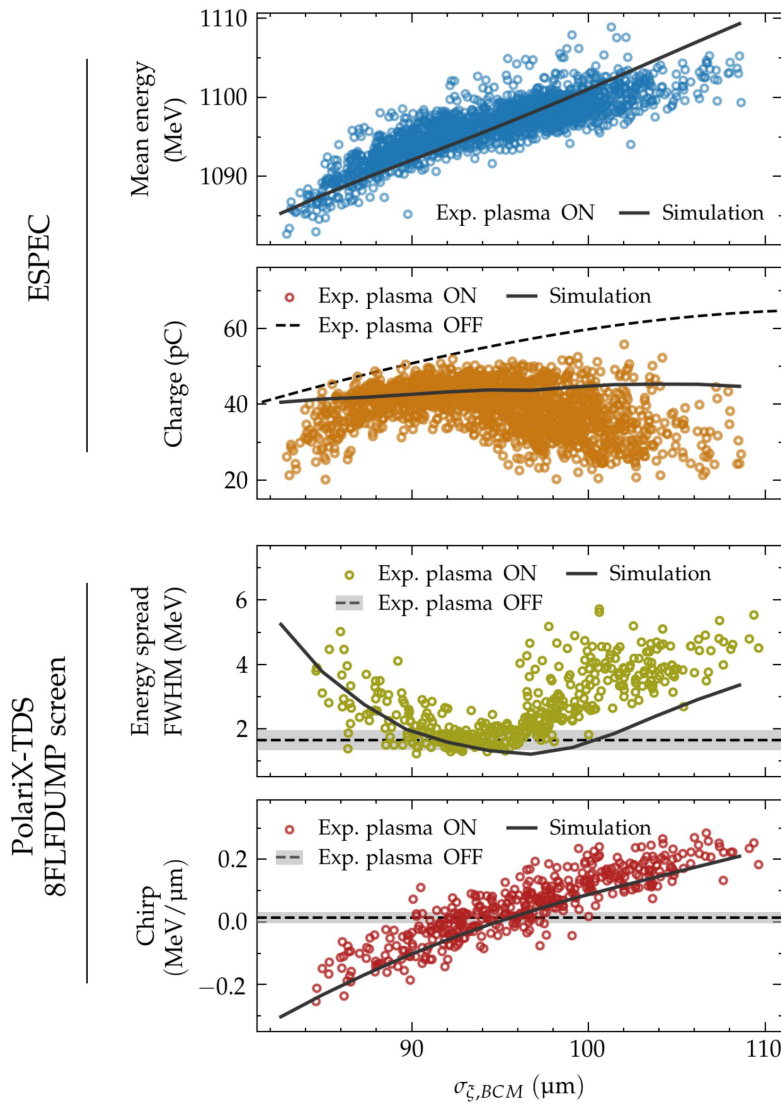 ESPEC
Mean energy
(MeV)
1110
1100
1090
Exp. plasma ON
Simulation
Charge (pC)
60
40
20
Exp. plasma ON
Simulation
Exp. plasma OFF
PolariX-TDS
8FLFDUMP screen
Energy spread
FWHM (MeV)
6
4
2
Exp. plasma ON
Simulation
Exp. plasma OFF
Chirp
(MeV/μm)
0.2
0.0
−0.2
Exp. plasma ON
Simulation
Exp. plasma OFF
90
100
110
σξ,BCM (μm)